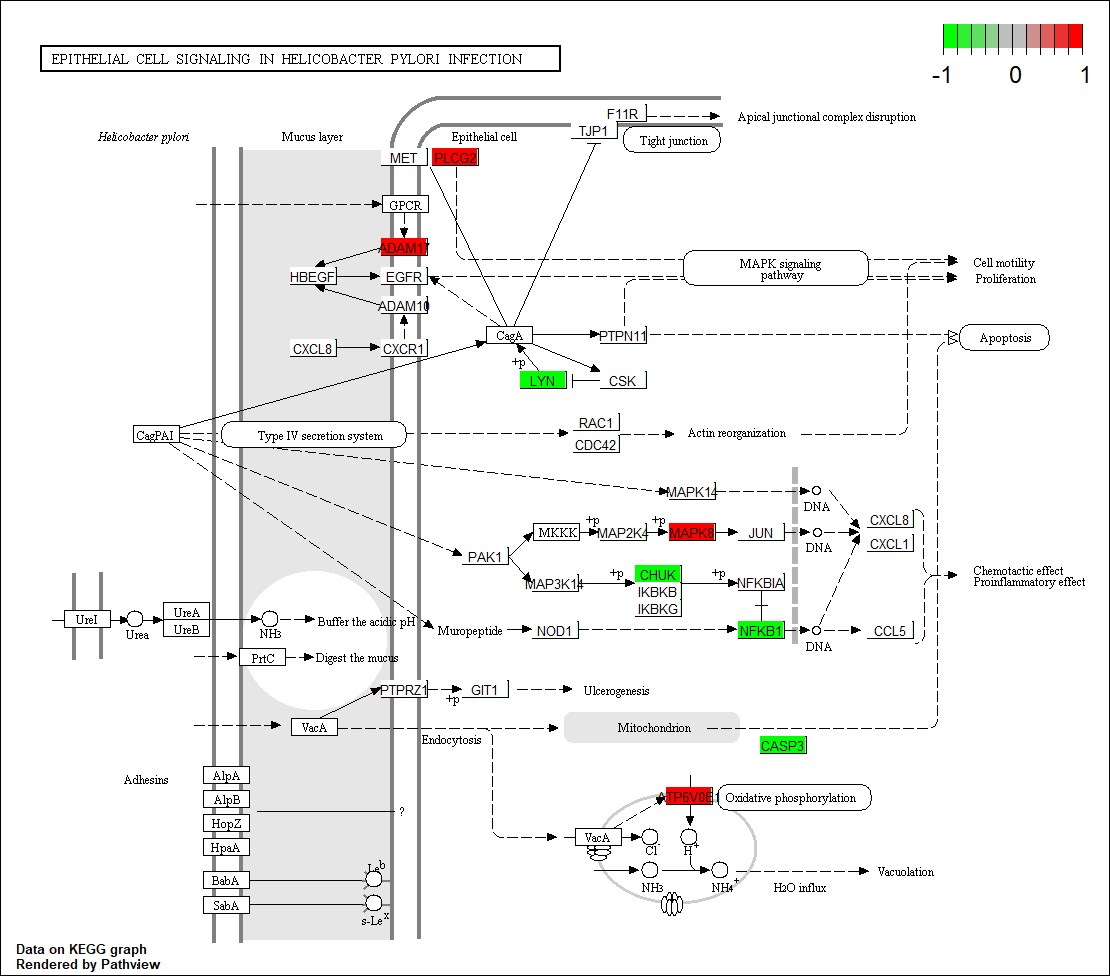 EPITHELIAL CELL SIGNALING IN HELICOBACTER PYLORI INFECTION
-1 0 1
F11R
Apical junctional complex disruption
TJP1
Tight junction
Helicobacter pylori
Mucus layer
Epithelial cell
MET
PLCG2
GPCR
ADAM17
HBEGF
EGFR
MAPK signaling
pathway
Cell motility
Proliferation
ADAM10
CagA
PTPN11
Apoptosis
CXCL8
CXCR1
+p
LYN
CSK
CagPAI
Type IV secretion system
RAC1
CDC42
Actin reorganization
MAPK14
DNA
CXCL8
CXCL1
+p
+p
MKKK
MAP2K4
MAPK8
JUN
DNA
PAK1
MAP3K14
+p
CHUK
IKBKB
IKBKG
+p
NFKBIA
Chemotactic effect
Proinflammatory effect
UreI
Urea
UreA
UreB
NH3
Buffer the acidic pH
Muropeptide
NOD1
NFKB1
DNA
CCL5
PrtC
Digest the mucus
PTPRZ1
+p
GIT1
Ulcerogenesis
VacA
Endocytosis
Mitochondrion
CASP3
Adhesins
AlpA
AlpB
HopZ
HpaA
BabA
SabA
?
Le b
s-Le x
ATP6V0E1
Oxidative phosphorylation
VacA
Cl-
H+
NH3
NH4+
H2O influx
Vacuolation
Data on KEGG graph
Rendered by Pathview